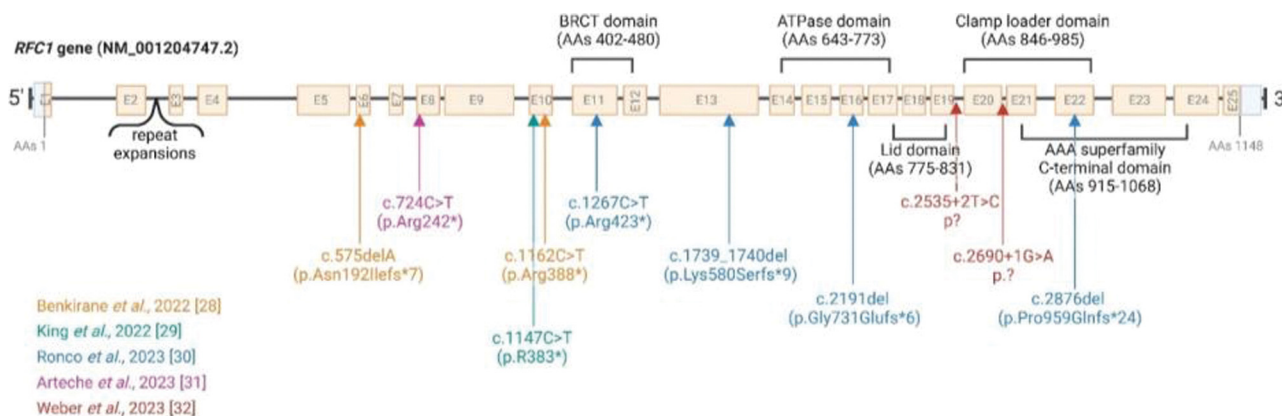 BRCT domain
(AAs 402-480)
ATPase domain
(AAs 643-773)
Clamp loader domain
(AAs 846-985)
RFC1 gene (NM_001204747.2)
5' E1 E2 E3 E4 E5 E6 E7 E8 E9 E10 E11 E12 E13 E14 E15 E16 E17 E18 E19 E20 E21 E22 E23 E24 E25 3
AAs 1
repeat
expansions
Lid domain
(AAs 775-831)
AAA superfamily
C-terminal domain
(AAs 915-1068)
AAs 1148
c.724C>T
(p.Arg242*)
c.1267C>T
(p.Arg423*)
c.2535+2T>C
p?
c.575delA
(p.Asn192Ilefs*7)
c.1162C>T
(p.Arg388*)
c.1739_1740del
(p.Lys580Serfs*9)
c.2690+1G>A
p.?
c.2191del
(p.Gly731Glufs*6)
c.2876del
(p.Pro959Glnfs*24)
c.1147C>T
(p.R383*)
Benkirane et al., 2022 [28]
King et al., 2022 [29]
Ronco et al., 2023 [30]
Arteche et al., 2023 [31]
Weber et al., 2023 [32]